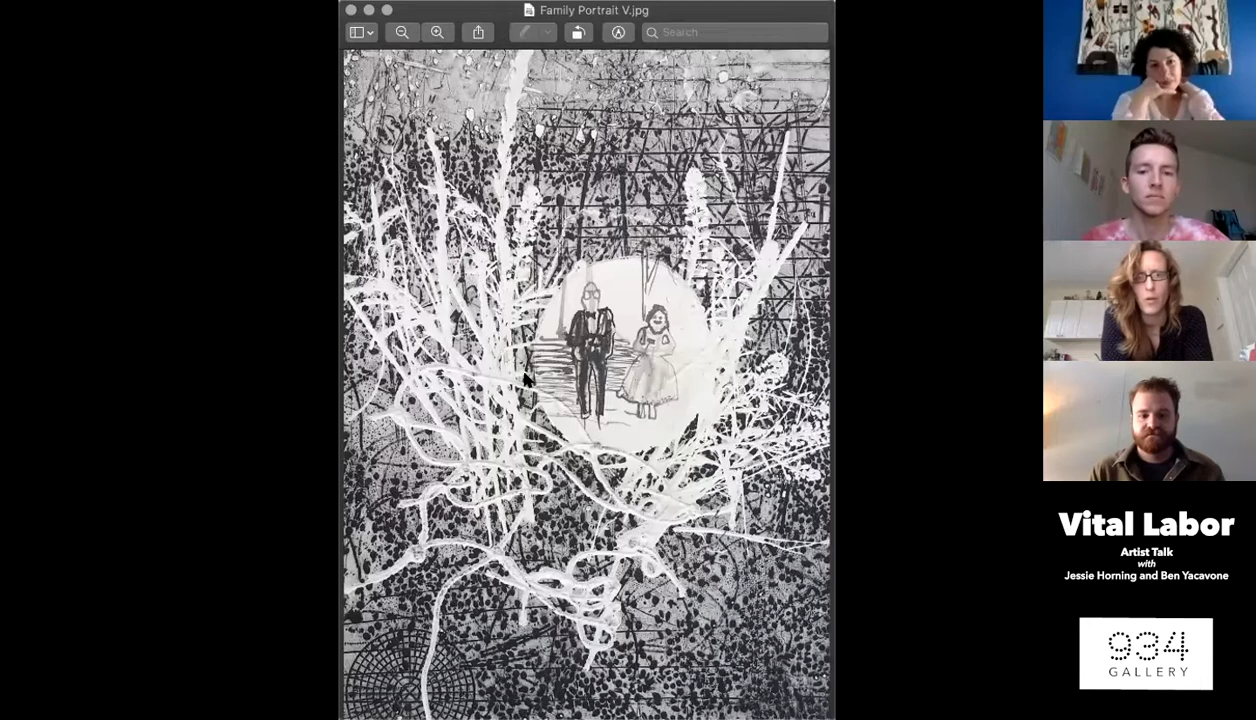 Family Portrait V.jpg
Search
Vital Labor
Artist Talk
with
Jessie Horning and Ben Yacavone
934
GALLERY